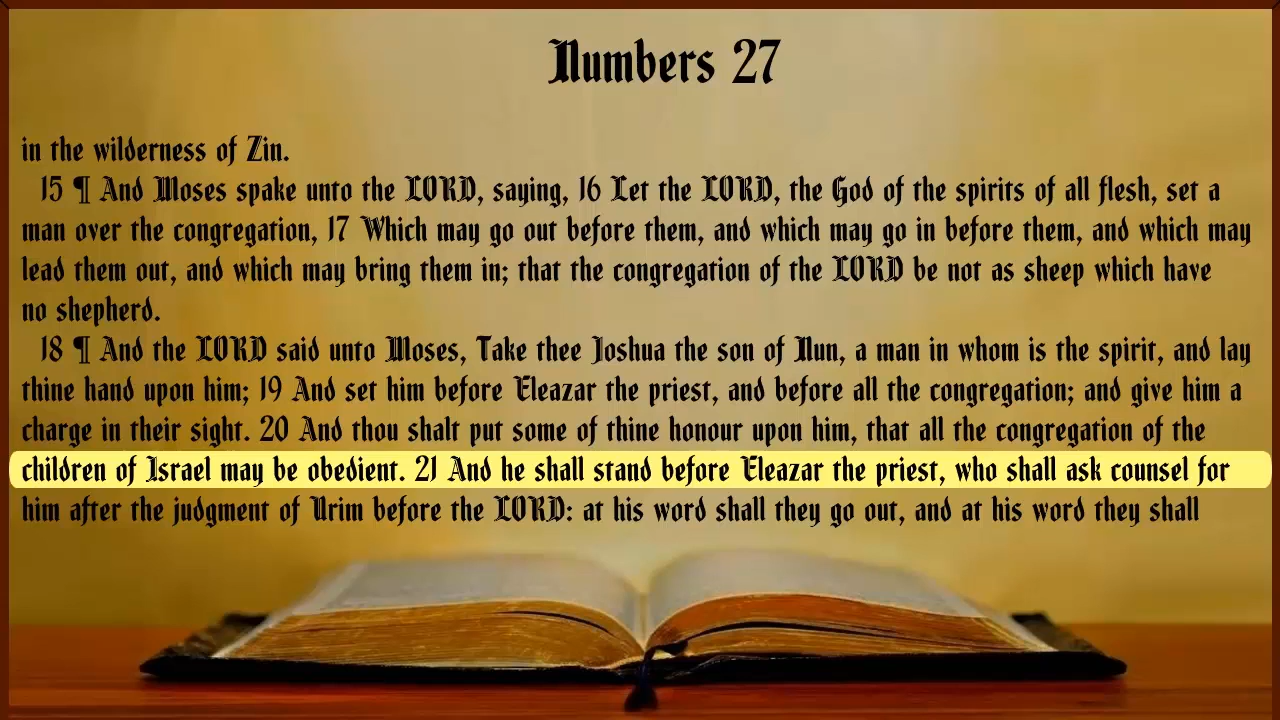 Numbers 27
in the wilderness of Zin.
15 ¶ And Moses spake unto the LORD, saying, 16 Let the LORD, the God of the spirits of all flesh, set a
man over the congregation, 17 Which may go out before them, and which may go in before them, and which may
lead them out, and which may bring them in; that the congregation of the LORD be not as sheep which have
no shepherd.
18 ¶ And the LORD said unto Moses, Take thee Joshua the son of Nun, a man in whom is the spirit, and lay
thine hand upon him; 19 And set him before Eleazar the priest, and before all the congregation; and give him a
charge in their sight. 20 And thou shalt put some of thine honour upon him, that all the congregation of the
children of Israel may be obedient. 21 And he shall stand before Eleazar the priest, who shall ask counsel for
him after the judgment of Urim before the LORD: at his word shall they go out, and at his word they shall